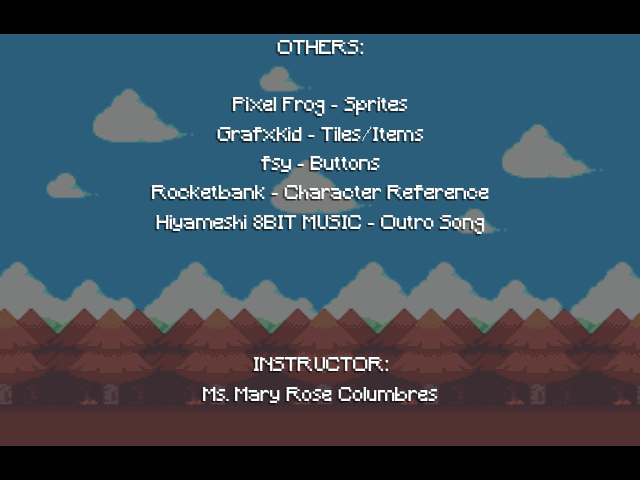 OTHERS:
Pixel Frog - Sprites
GrafxKid - Tiles/Items
fsy - Buttons
Rocketbank - Character Reference
Hiyameshi 8BIT MUSIC - Outro Song
INSTRUCTOR:
Ms. Mary Rose Columbres